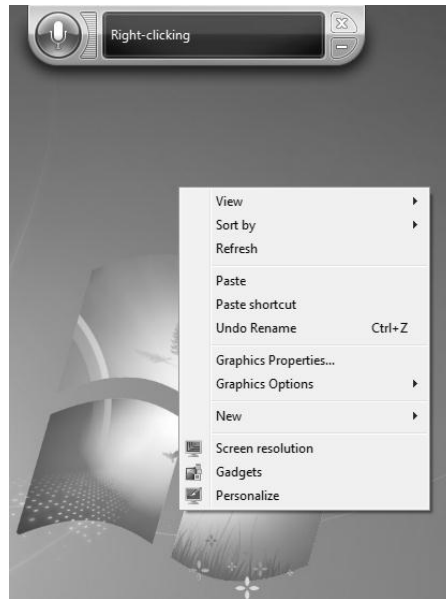 Right-clicking
View
Sort by
Refresh
Paste
Paste shortcut
Undo Rename Ctrl+Z
Graphics Properties...
Graphics Options
New
Screen resolution
Gadgets
Personalize